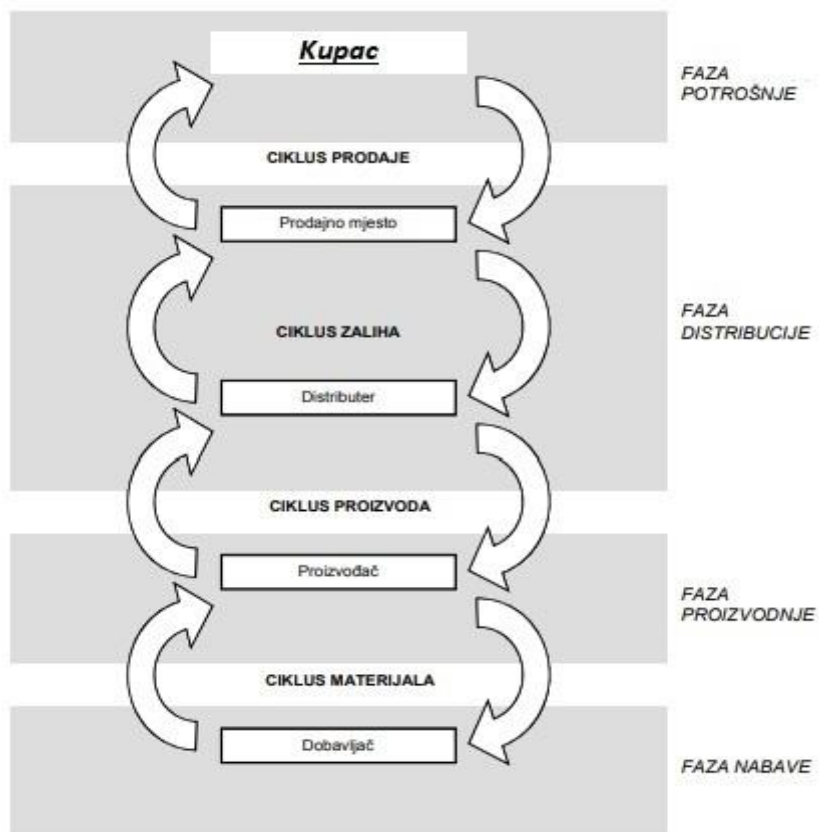 Kupac
FAZA
POTROŠNJE
CIKLUS PRODAJE
Prodajno mjesto
FAZA
DISTRIBUCIJE
CIKLUS ZALIHA
Distributer
CIKLUS PROIZVODA
Proizvođač
FAZA
PROIZVODNJE
CIKLUS MATERIJALA
Dobavljač
FAZA NABAVE